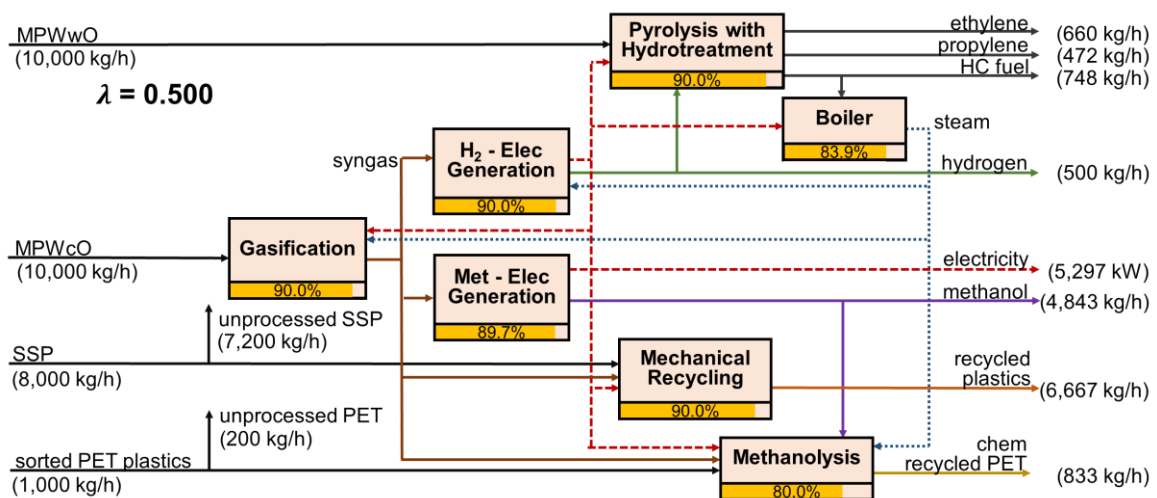 MPWwO
(10,000 kg/h)
λ = 0.500
Pyrolysis with
Hydrotreatment
90.0%
ethylene
(660 kg/h)
propylene
(472 kg/h)
HC fuel
(748 kg/h)
Boiler
83.9%
steam
syngas
H₂ - Elec
Generation
90.0%
hydrogen
(500 kg/h)
MPWcO
(10,000 kg/h)
Gasification
90.0%
Met - Elec
Generation
89.7%
electricity
(5,297 kW)
methanol
(4,843 kg/h)
unprocessed SSP
(7,200 kg/h)
SSP
(8,000 kg/h)
Mechanical
Recycling
90.0%
recycled
plastics
(6,667 kg/h)
unprocessed PET
(200 kg/h)
sorted PET plastics
(1,000 kg/h)
Methanolysis
80.0%
chem
recycled PET
(833 kg/h)